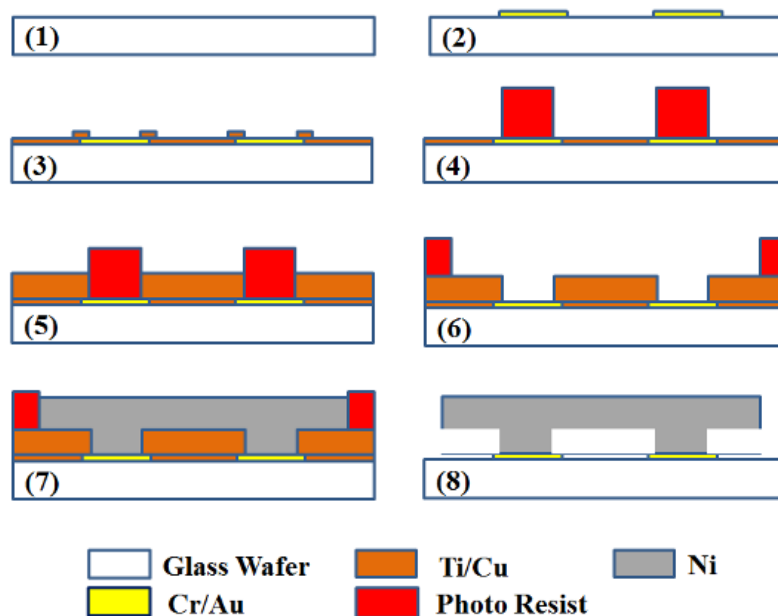 (1)
(2)
(3)
(4)
(5)
(6)
(7)
(8)
Glass Wafer
Ti/Cu
Ni
Cr/Au
Photo Resist